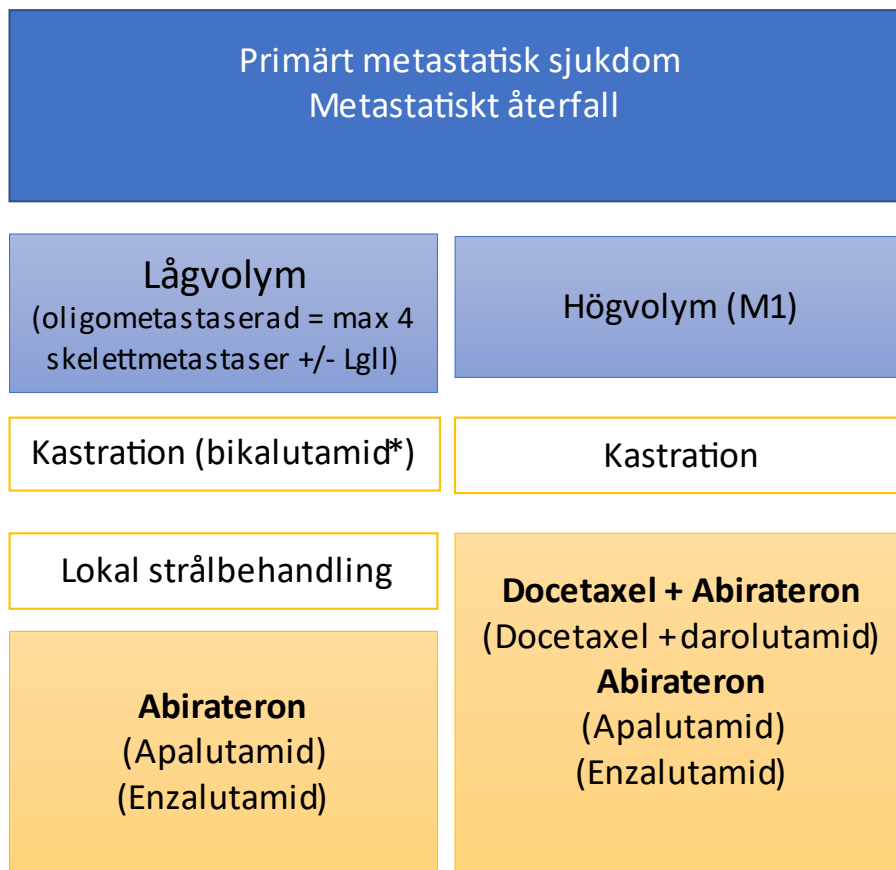 Primärt metastatisk sjukdom
Metastatiskt återfall
Lågvolym
(oligometastaserad = max 4
skelettmetastaser +/- Lgll)
Kastration (bikalutamid*)
Lokal strålbehandling
Abirateron
(Apalutamid)
(Enzalutamid)
Högvolym (M1)
Kastration
Docetaxel + Abirateron
(Docetaxel +darolutamid)
Abirateron
(Apalutamid)
(Enzalutamid)